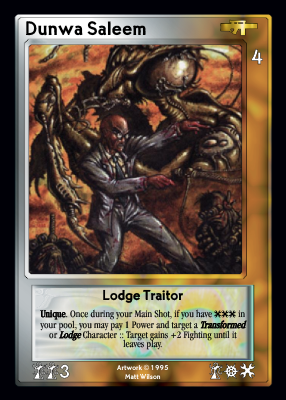 Dunwa Saleem
4
Lodge Traitor
Unique. Once during your Main Shot, if you have in
your pool, you may pay 1 Power and target a Transformed
or Lodge Character :: Target gains +2 Fighting until it
leaves play.
3
Artwork © 1995
Matt Wilson